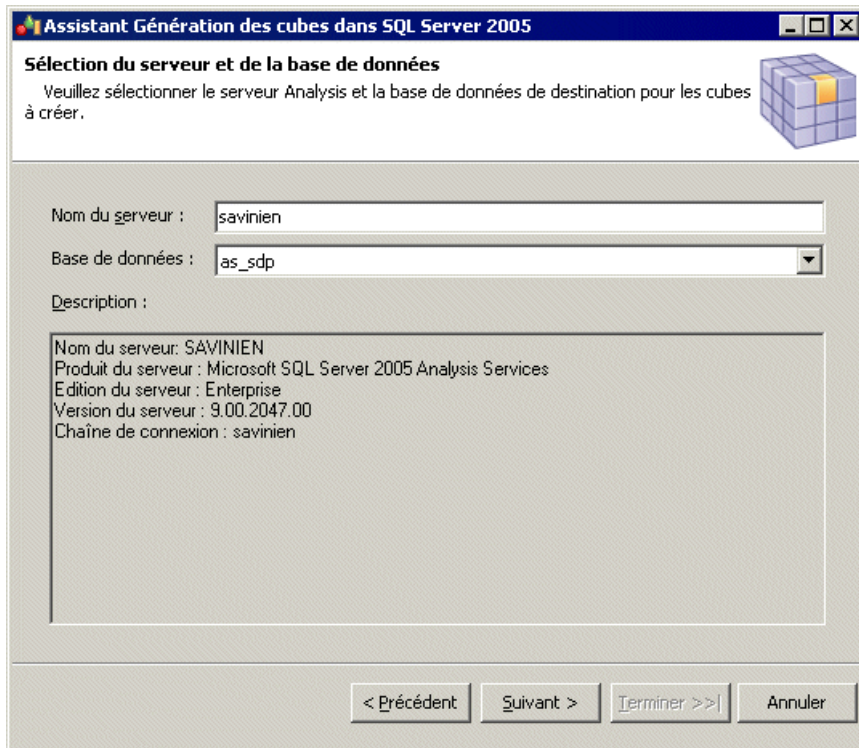 Assistant Génération des cubes dans SQL Server 2005
Sélection du serveur et de la base de données
Veuillez sélectionner le serveur Analysis et la base de données de destination pour les cubes
à créer.
Nom du serveur : savinien
Base de données : as_sdp
Description :
Nom du serveur: SAVINIEN
Produit du serveur : Microsoft SQL Server 2005 Analysis Services
Edition du serveur : Enterprise
Version du serveur : 9.00.2047.00
Chaîne de connexion : savinien
< Précédent Suivant > Terminer >>| Annuler